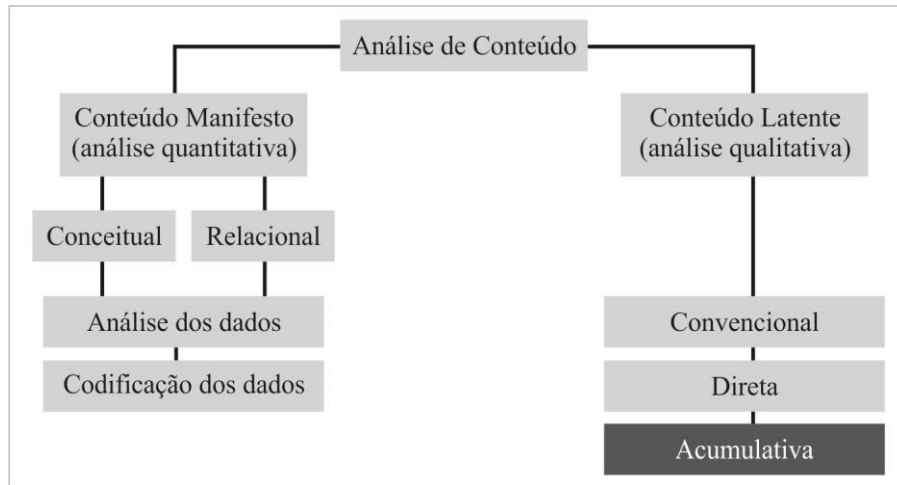 Análise de Conteúdo
Conteúdo Manifesto
(análise quantitativa)
Conteúdo Latente
(análise qualitativa)
Conceitual
Relacional
Análise dos dados
Convencional
Codificação dos dados
Direta
Acumulativa